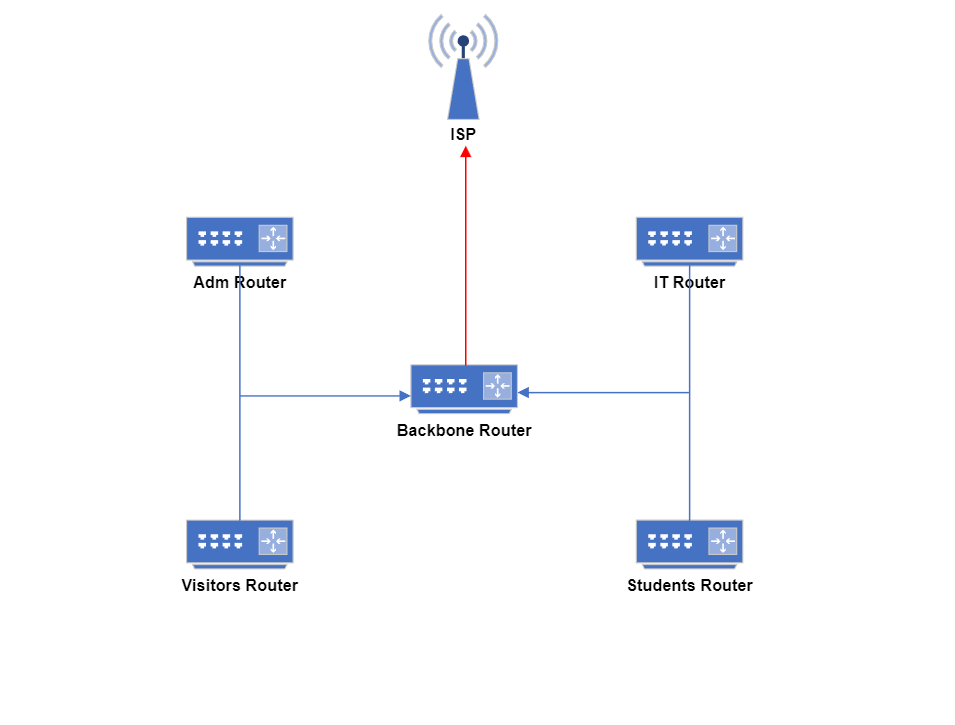 ISP
Adm Router
IT Router
Backbone Router
Visitors Router
Students Router